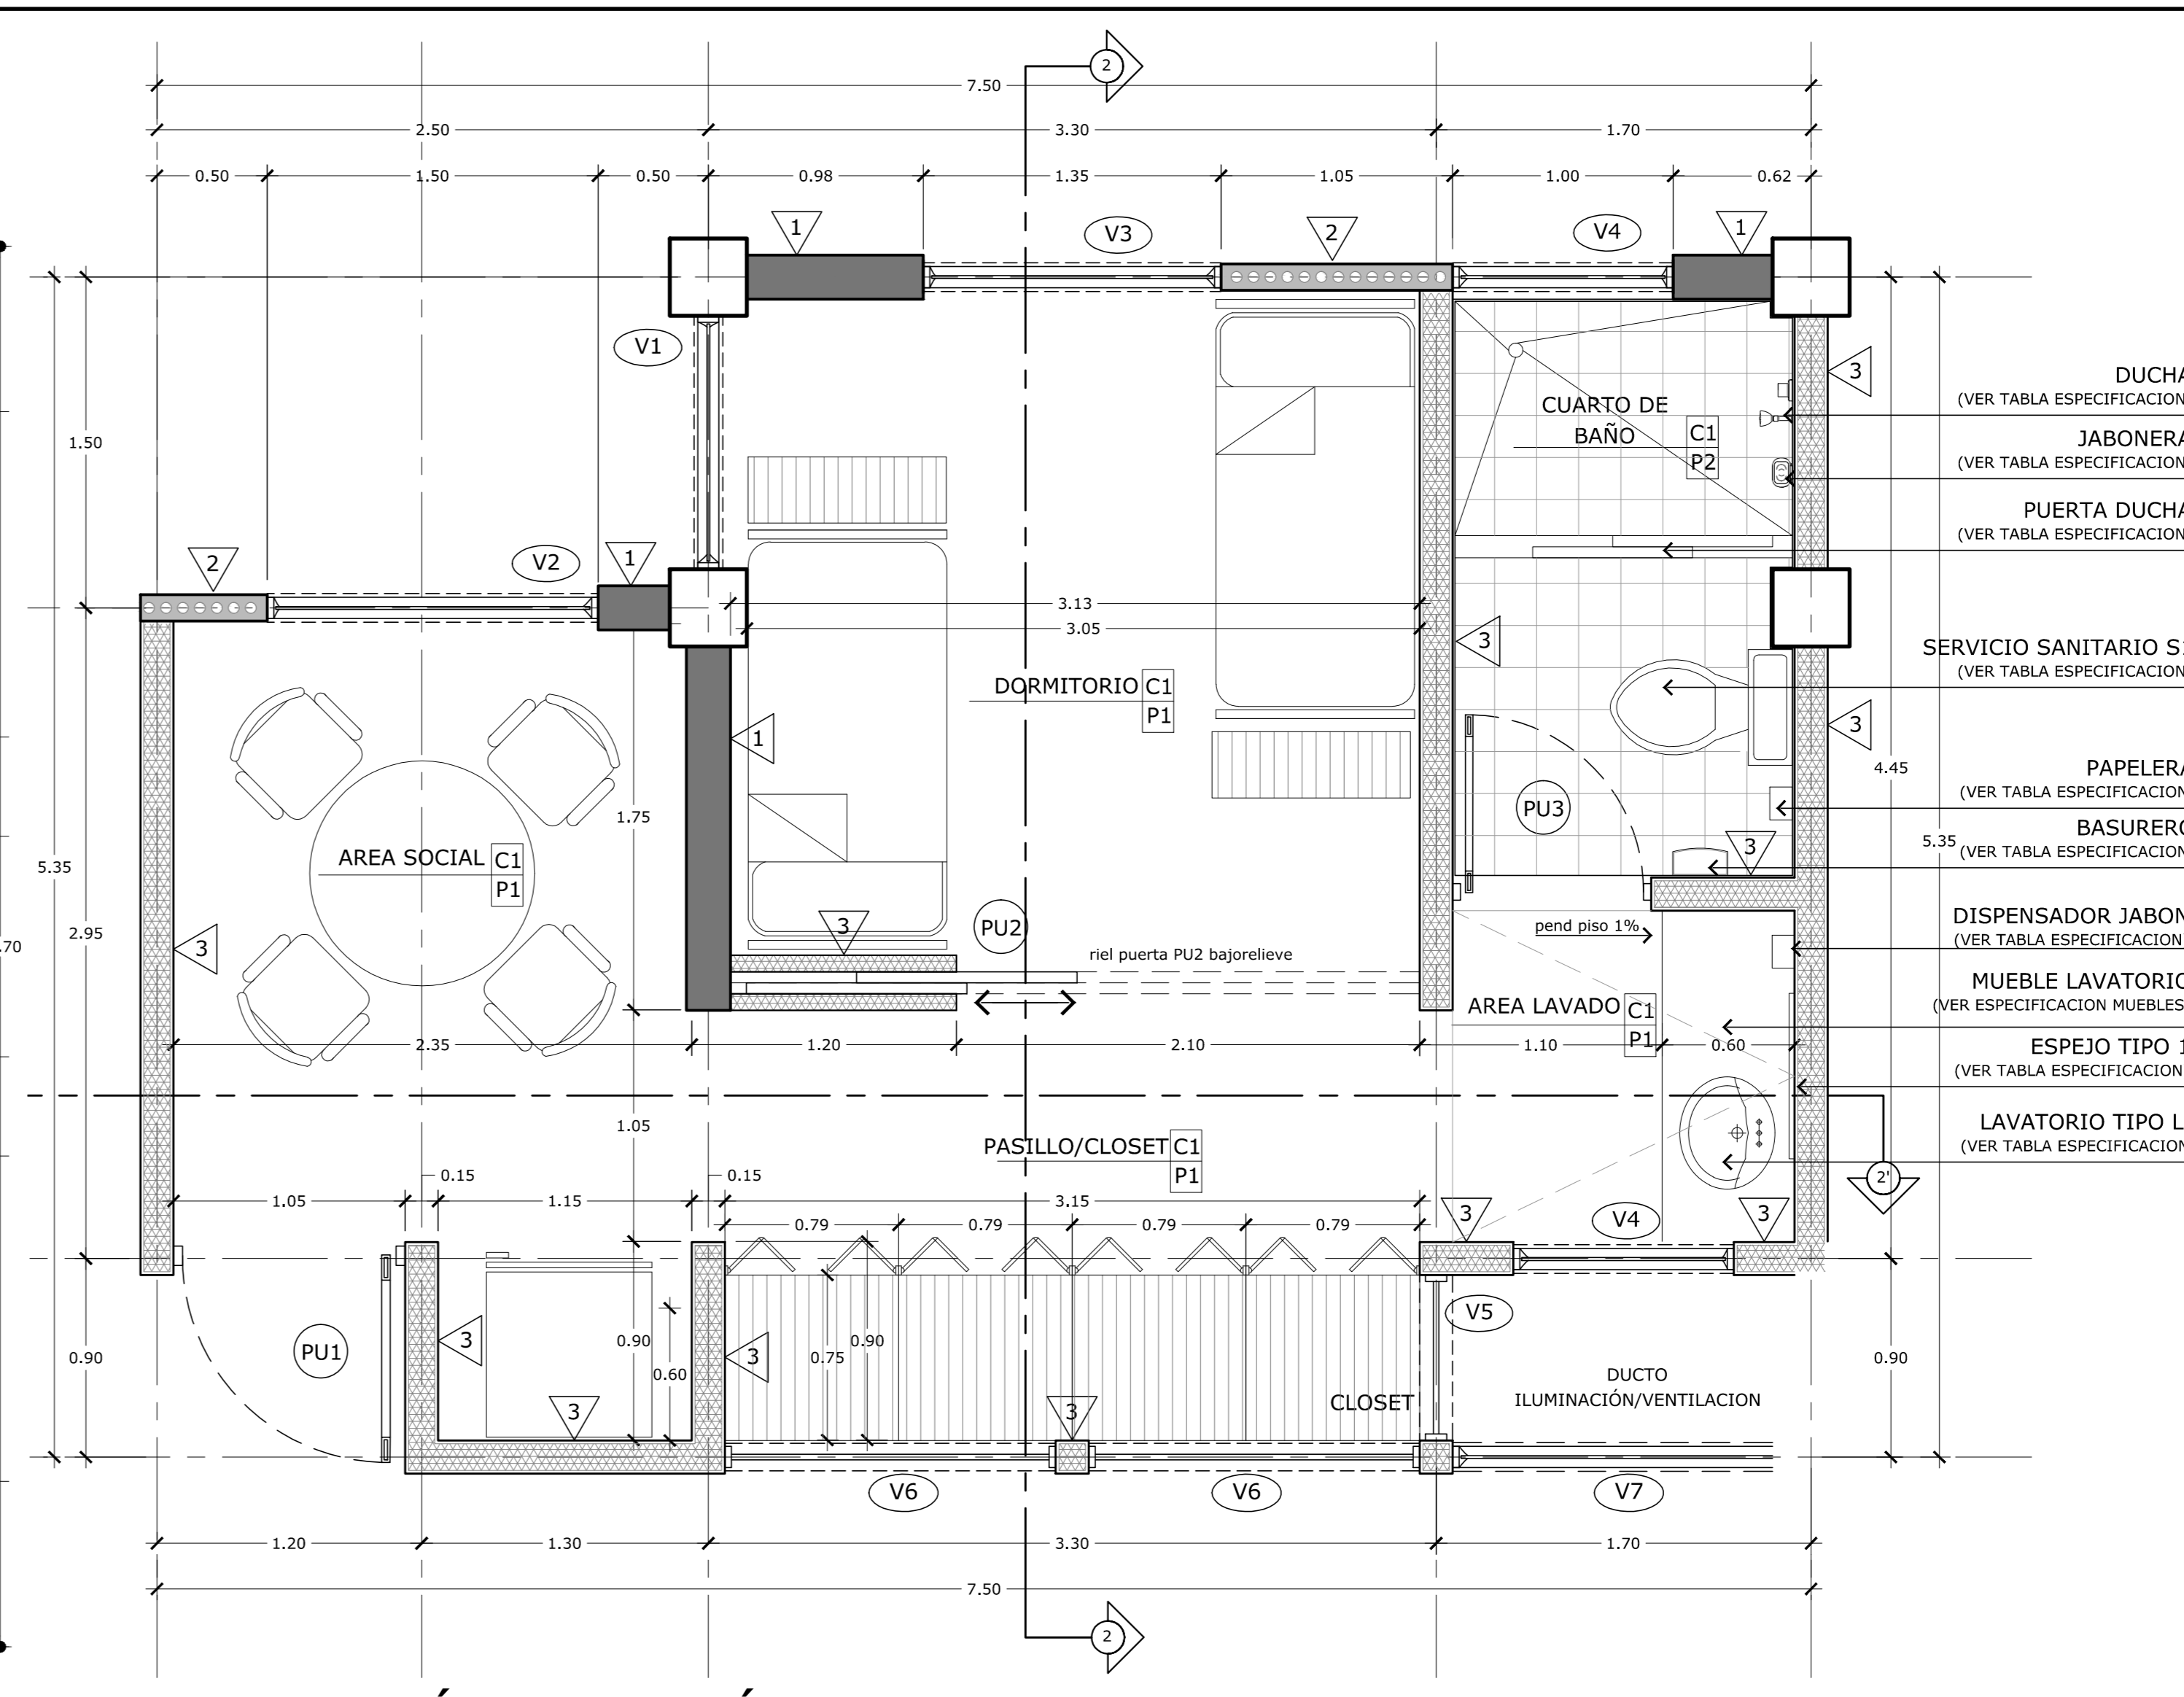 2
7.50
2.50
3.30
1.70
0.50
1.50
0.50
0.98
1.35
1.05
1.00
0.62
1
V3
2
V4
1
V1
3
DUCHA
(VER TABLA ESPECIFICACION
CUARTO DE
BAÑO
C1
P2
JABONERA
(VER TABLA ESPECIFICACION
1.50
PUERTA DUCHA
(VER TABLA ESPECIFICACION
2
V2
1
3.13
3.05
3
SERVICIO SANITARIO S1
(VER TABLA ESPECIFICACION
DORMITORIO
C1
P1
1
3
4.45
PAPELERA
(VER TABLA ESPECIFICACION
PU3
1.75
BASURERO
5.35
(VER TABLA ESPECIFICACION
3
AREA SOCIAL
C1
P1
5.35
DISPENSADOR JABON
(VER TABLA ESPECIFICACION
pend piso 1%
PU2
3
2.95
.70
3
riel puerta PU2 bajorelieve
MUEBLE LAVATORIO
(VER ESPECIFICACION MUEBLES
AREA LAVADO
C1
P1
2.35
1.20
2.10
1.10
0.60
ESPEJO TIPO 1
(VER TABLA ESPECIFICACION
1.05
PASILLO/CLOSET
C1
P1
LAVATORIO TIPO L
(VER TABLA ESPECIFICACION
0.15
0.15
2'
1.05
1.15
3.15
0.79
0.79
0.79
0.79
3
V4
3
V5
PU1
3
0.90
0.60
3
0.75
0.90
0.90
0.90
DUCTO
ILUMINACIÓN/VENTILACION
CLOSET
3
3
V6
V6
V7
1.20
1.30
3.30
1.70
7.50
2